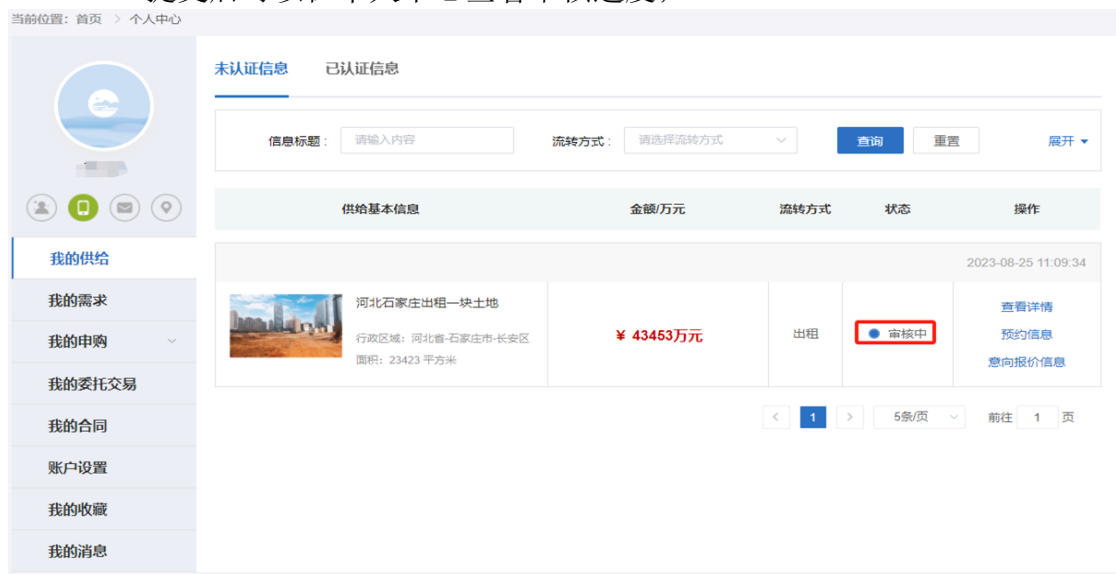 当前位置：首页 > 个人中心
未认证信息 已认证信息
信息标题： 请输入内容 流转方式： 请选择流转方式 查询 重置 展开
供给基本信息 金额/万元 流转方式 状态 操作
我的供给
2023-08-25 11:09:34
我的需求
河北石家庄出租一块土地
行政区域：河北省-石家庄市-长安区
面积：23423 平方米
¥ 43453万元
出租
审核中
查看详情
预约信息
意向报价信息
我的申购
我的委托交易
我的合同
< 1 > 5条/页 前往 1 页
账户设置
我的收藏
我的消息